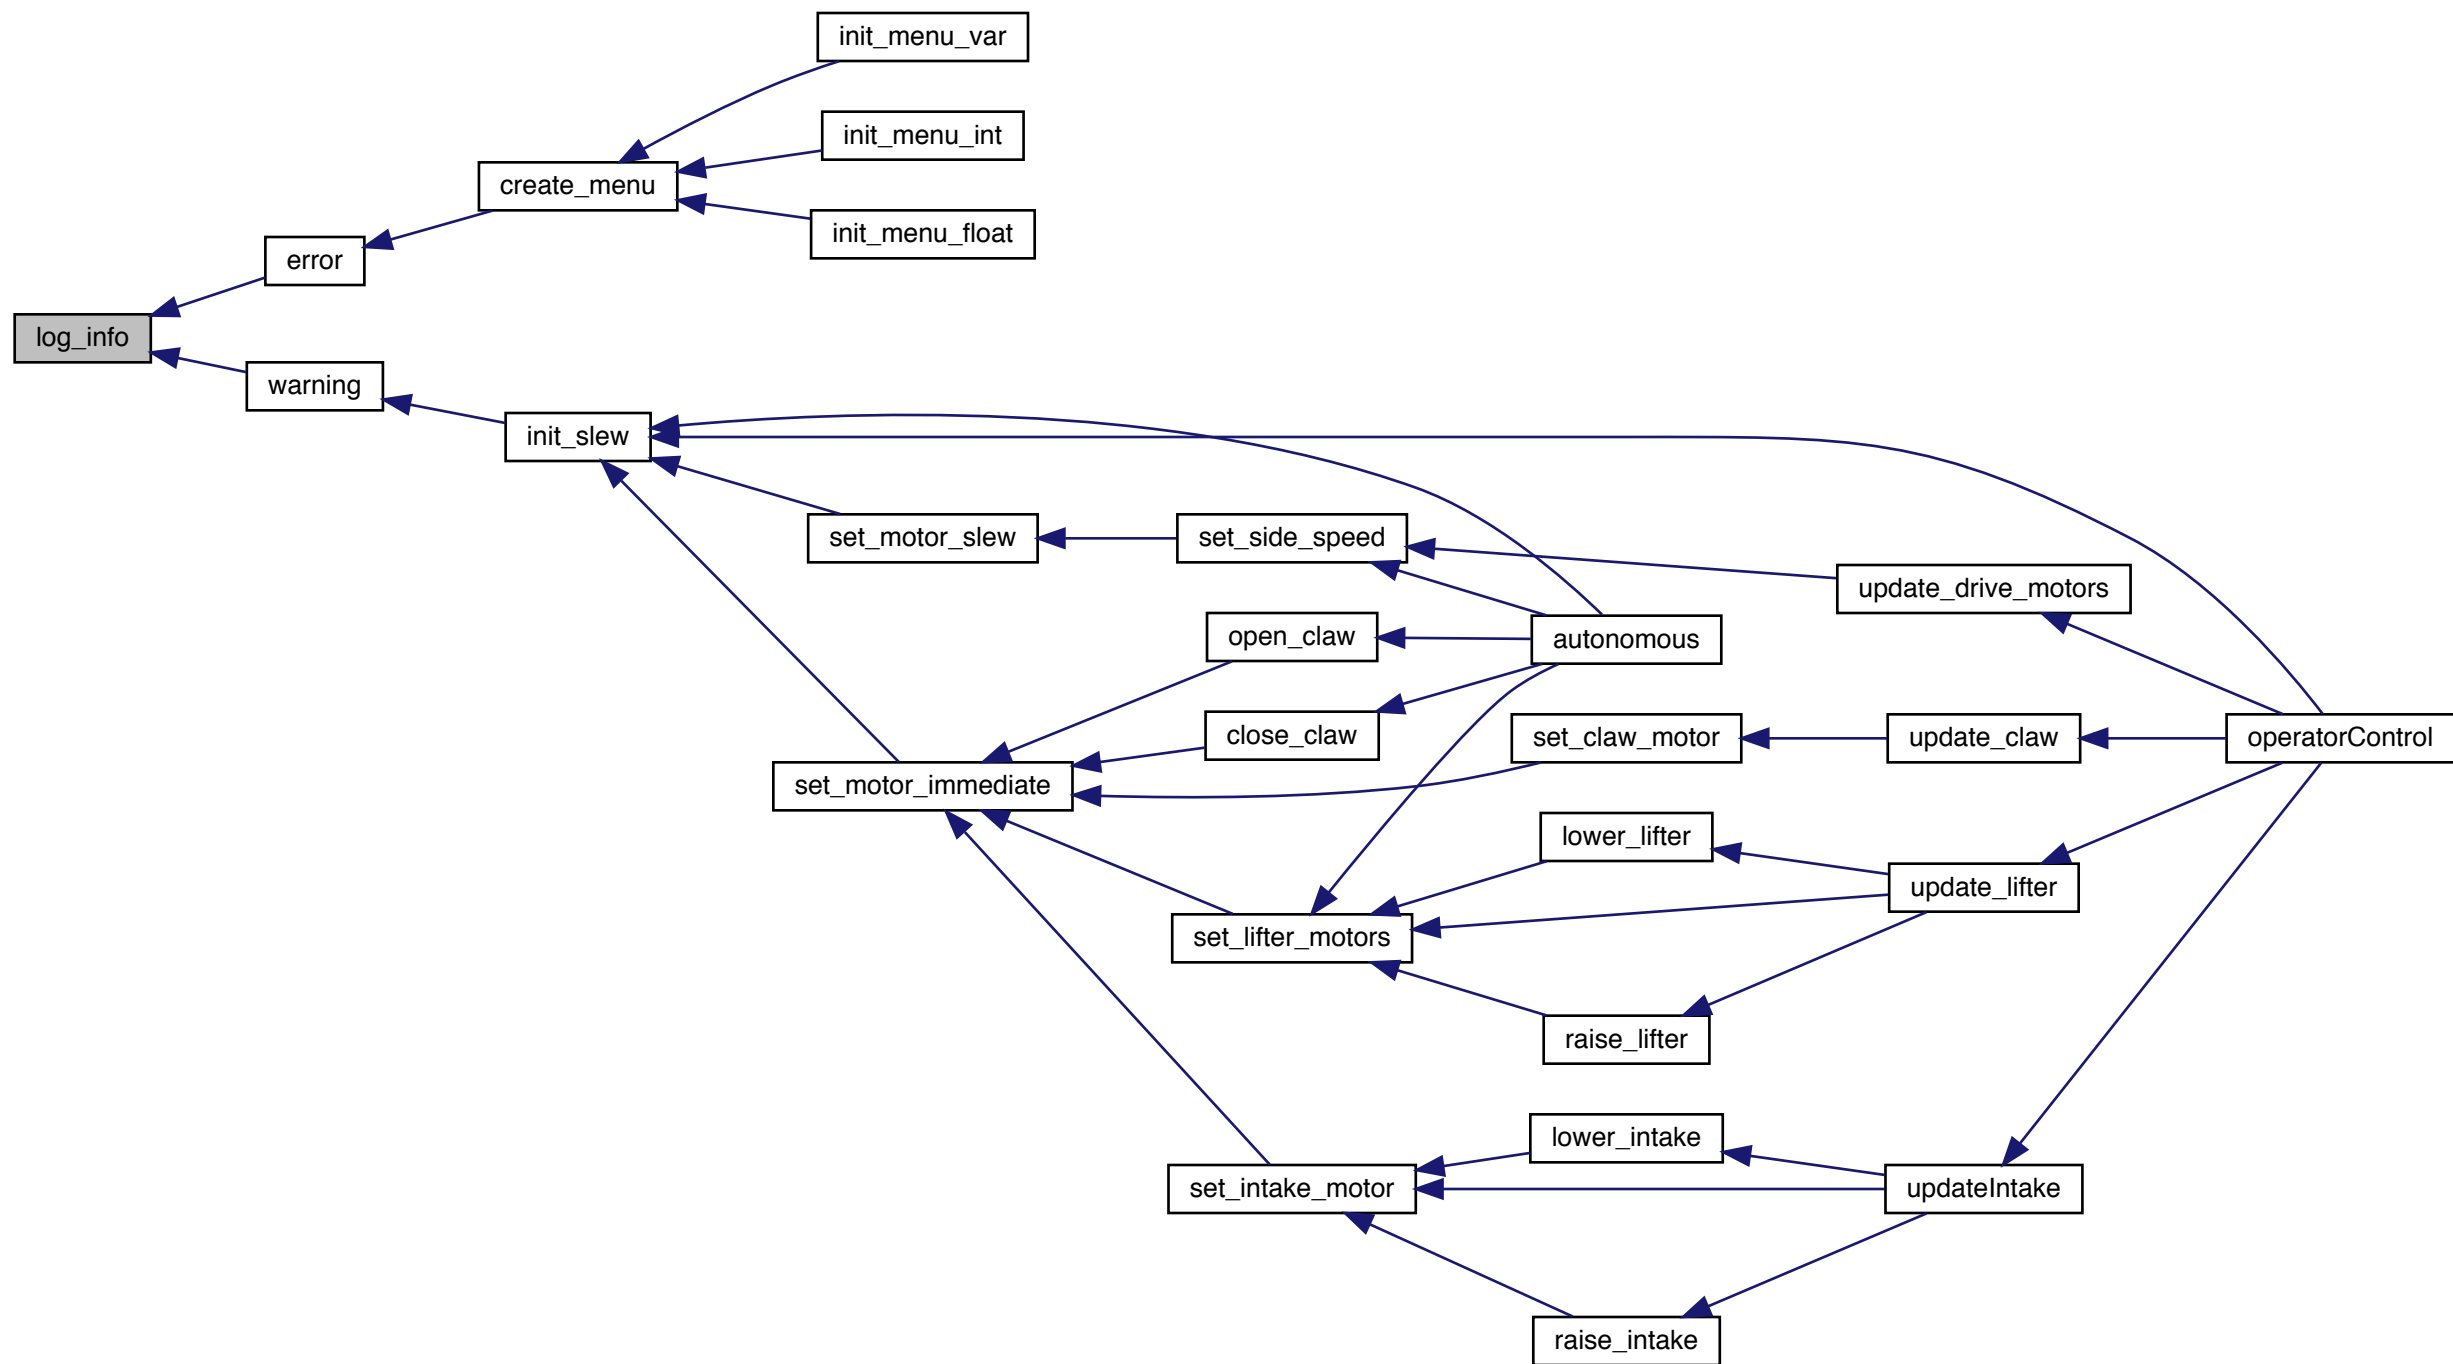 init_menu_var
init_menu_int
create_menu
init_menu_float
error
log_info
warning
init_slew
set_motor_slew
set_side_speed
update_drive_motors
open_claw
autonomous
close_claw
set_claw_motor
update_claw
operatorControl
set_motor_immediate
lower_lifter
update_lifter
set_lifter_motors
raise_lifter
lower_intake
set_intake_motor
updateIntake
raise_intake